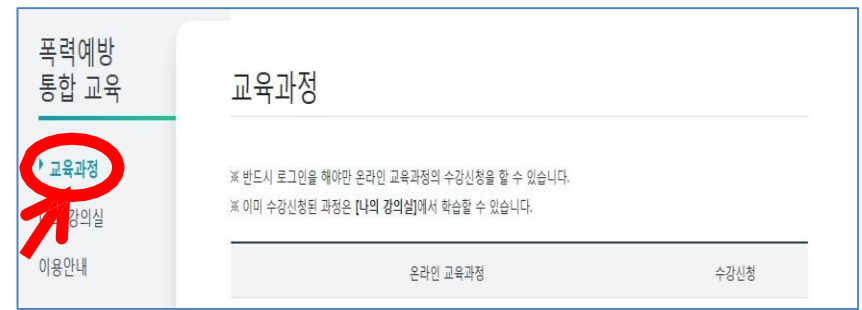 폭력예방
통합 교육
교육과정
강의실
이용안내
교육과정
※ 반드시 로그인을 해야만 온라인 교육과정의 수강신청을 할 수 있습니다.
※ 이미 수강신청된 과정은 [나의 강의실]에서 학습할 수 있습니다.
온라인 교육과정 수강신청